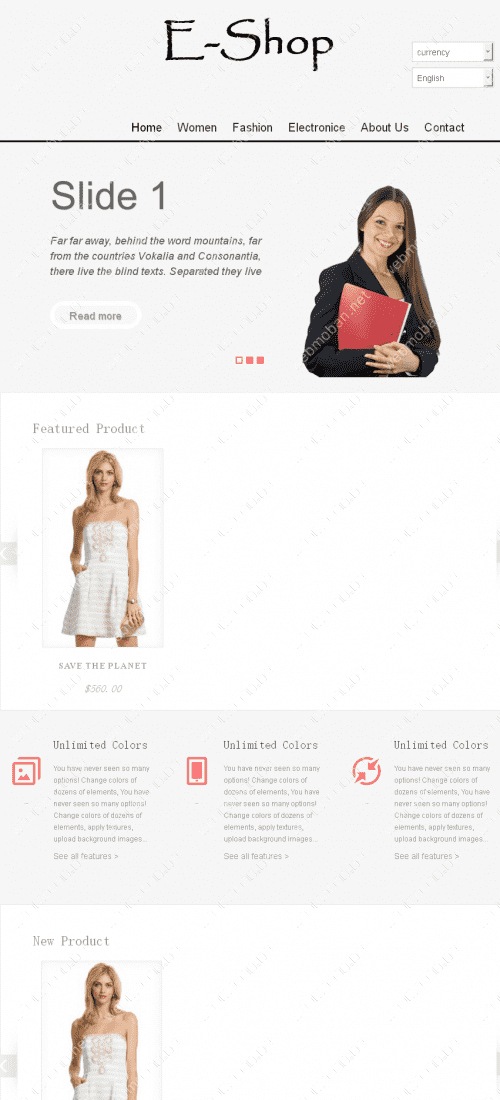 E-Shop
currency
English
Home Women Fashion Electronice About Us Contact
Slide 1
Far far away, behind the word mountains, far
from the countries Vokalia and Consonantia,
there live the blind texts. Separated they live
Read more
Featured Product
SAVE THE PLANET
$560.00
Unlimited Colors
You have never seen so many
options! Change colors of
dozens of elements, You have
never seen so many options!
Change colors of dozens of
elements, apply textures,
upload background images...
See all features >
Unlimited Colors
You have never seen so many
options! Change colors of
dozens of elements, You have
never seen so many options!
Change colors of dozens of
elements, apply textures,
upload background images...
See all features >
Unlimited Colors
You have never seen so many
options! Change colors of
dozens of elements, You have
never seen so many options!
Change colors of dozens of
elements, apply textures,
upload background images...
See all features >
New Product